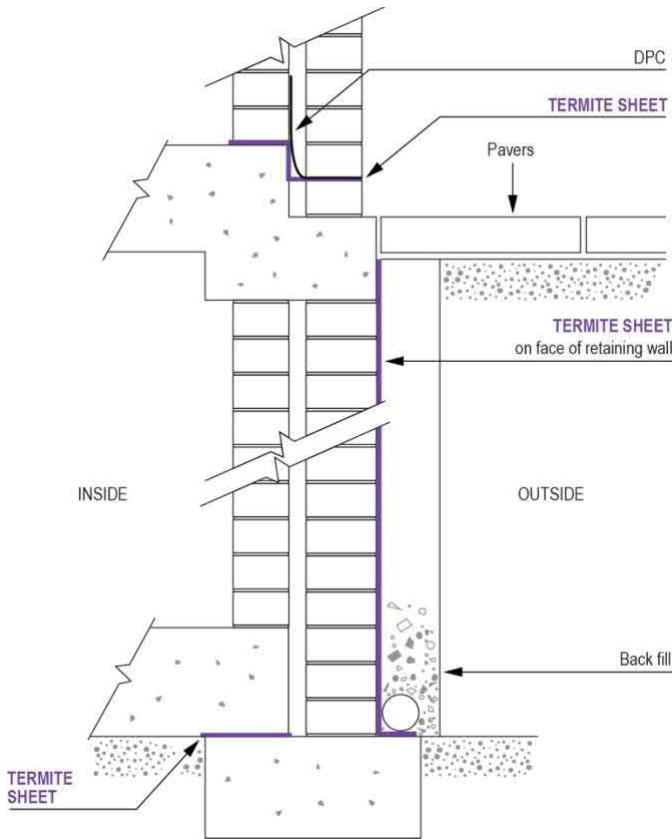 DPC
TERMITE SHEET
Pavers
TERMITE SHEET
on face of retaining wall
INSIDE
OUTSIDE
Back fill
TERMITE
SHEET